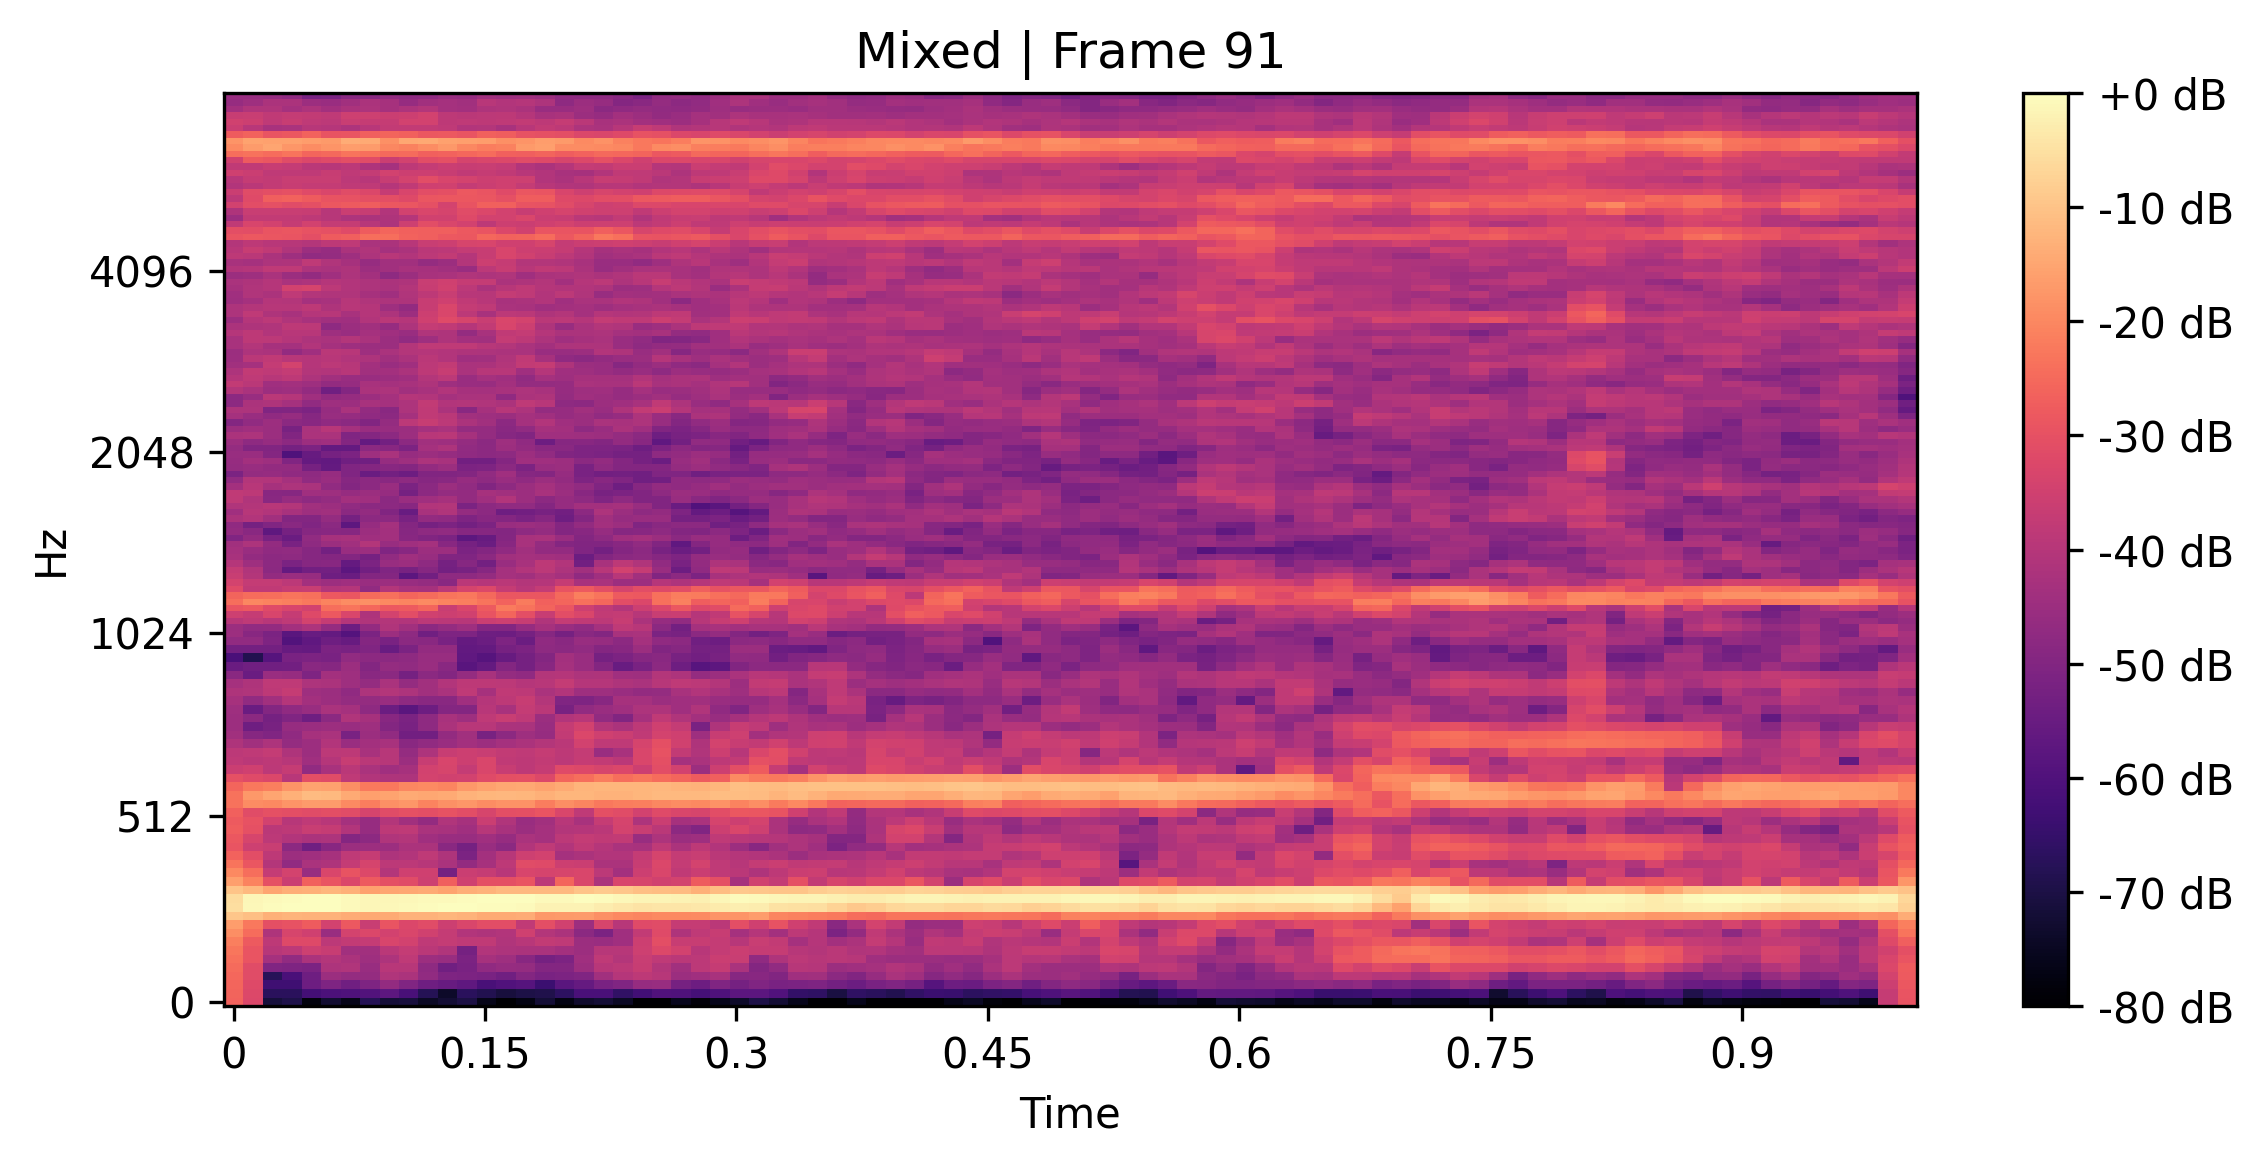 Mixed | Frame 91
Hz
4096
2048
1024
512
0
0 0.15 0.3 0.45 0.6 0.75 0.9
Time
+0 dB
-10 dB
-20 dB
-30 dB
-40 dB
-50 dB
-60 dB
-70 dB
-80 dB